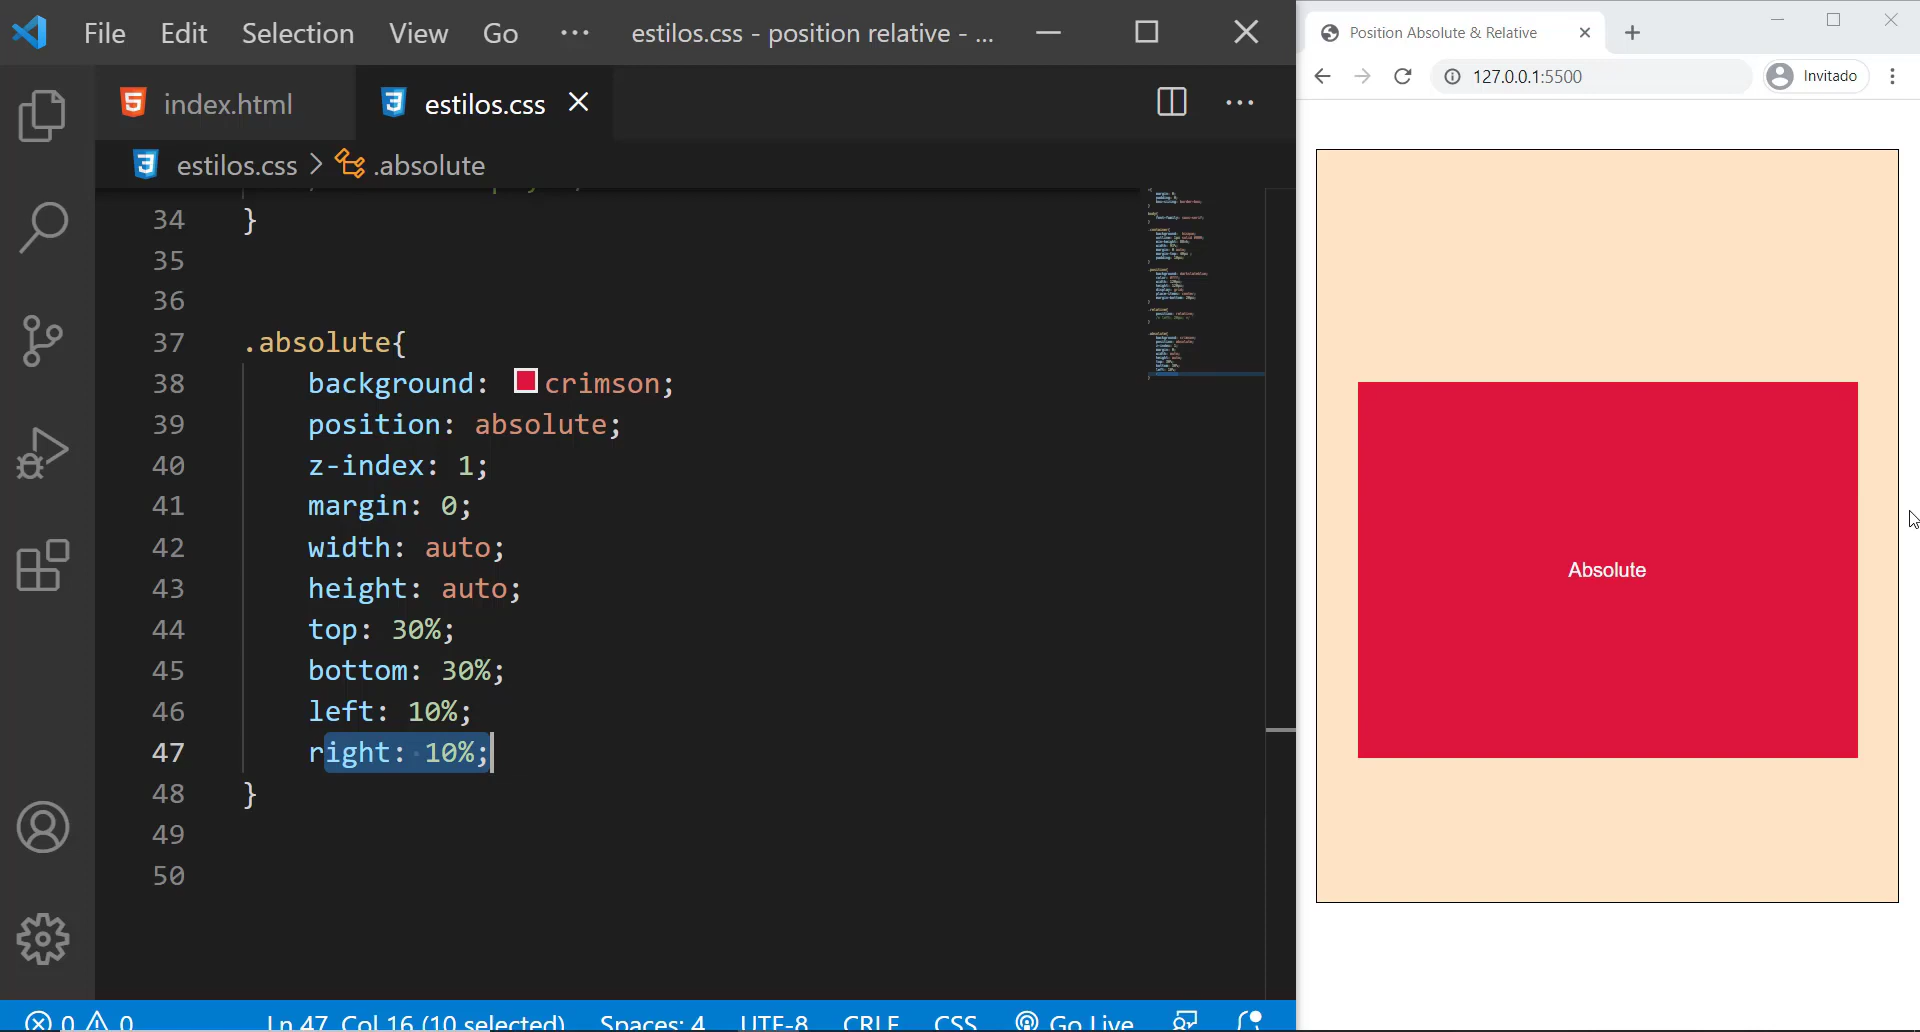 File Edit Selection View Go ··· estilos.css - position relative - ...
index.html estilos.css
estilos.css > .absolute
34 }
35
36
37 .absolute{
38 background: crimson;
39 position: absolute;
40 z-index: 1;
41 margin: 0;
42 width: auto;
43 height: auto;
44 top: 30%;
45 bottom: 30%;
46 left: 10%;
47 right: 10%;
48 }
49
50
0 0 Ln 47, Col 16 (10 selected) Spaces: 4 UTF-8 CRLF CSS Go Live
Position Absolute & Relative
127.0.0.1:5500 Invitado
Absolute